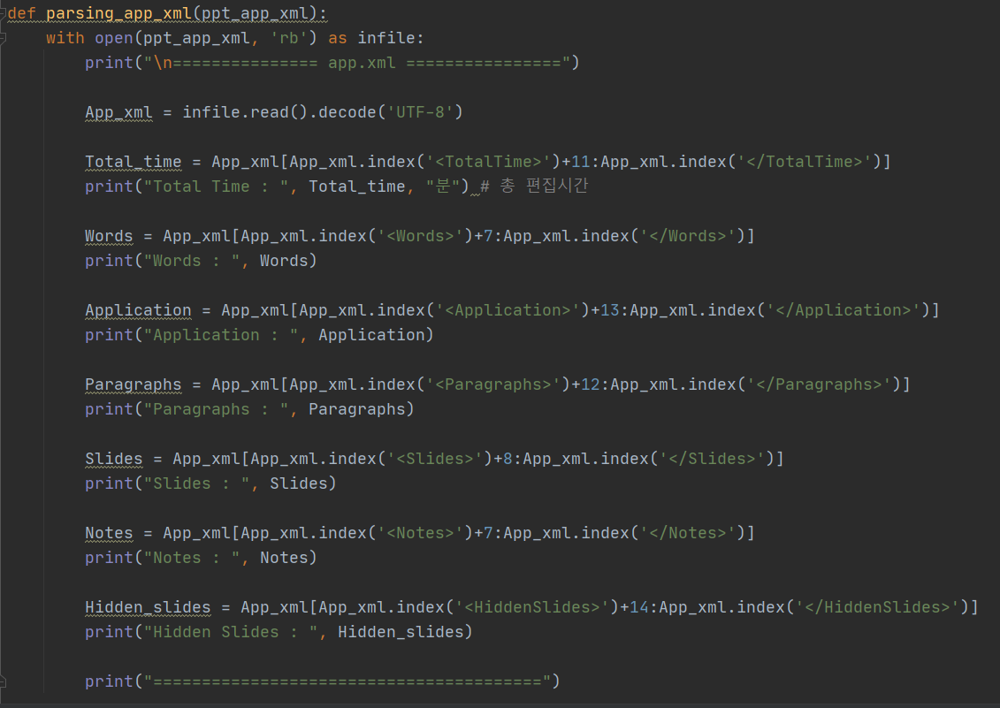 def parsing_app_xml(ppt_app_xml):
    with open(ppt_app_xml, 'rb') as infile:
        print("\n=============== app.xml ================")
        App_xml = infile.read().decode('UTF-8')
        Total_time = App_xml[App_xml.index('<TotalTime>')+11:App_xml.index('</TotalTime>')]
        print("Total Time : ", Total_time, "분") # 총 편집시간
        Words = App_xml[App_xml.index('<Words>')+7:App_xml.index('</Words>')]
        print("Words : ", Words)
        Application = App_xml[App_xml.index('<Application>')+13:App_xml.index('</Application>')]
        print("Application : ", Application)
        Paragraphs = App_xml[App_xml.index('<Paragraphs>')+12:App_xml.index('</Paragraphs>')]
        print("Paragraphs : ", Paragraphs)
        Slides = App_xml[App_xml.index('<Slides>')+8:App_xml.index('</Slides>')]
        print("Slides : ", Slides)
        Notes = App_xml[App_xml.index('<Notes>')+7:App_xml.index('</Notes>')]
        print("Notes : ", Notes)
        Hidden_slides = App_xml[App_xml.index('<HiddenSlides>')+14:App_xml.index('</HiddenSlides>')]
        print("Hidden Slides : ", Hidden_slides)
        print("========================================")